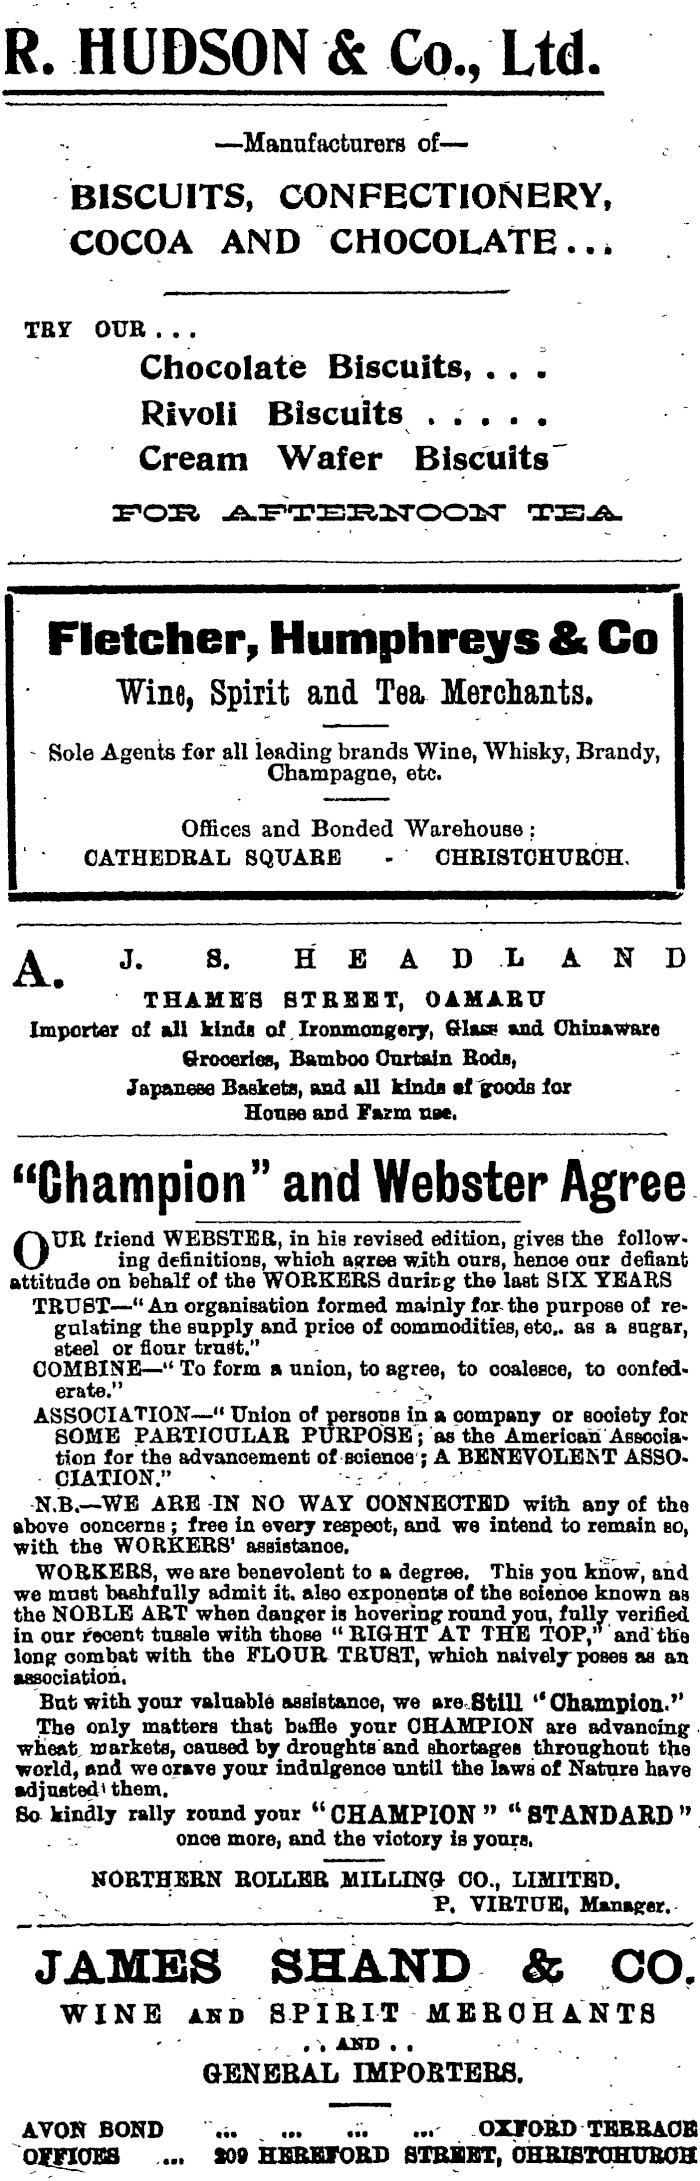 R. HUDSON & Co., Ltd.
—Manufacturers of—
BISCUITS, CONFECTIONERY,
COCOA AND CHOCOLATE...
TRY OUR...
Chocolate Biscuits, . . .
Rivoli Biscuits . . . . .
Cream Wafer Biscuits
FOR AFTERNOON TEA
Fletcher, Humphreys & Co
Wine, Spirit and Tea Merchants.
Sole Agents for all leading brands Wine, Whisky, Brandy,
Champagne, etc.
Offices and Bonded Warehouse:
CATHEDRAL SQUARE - CHRISTCHURCH.
A. J. S. HEADLAND
THAMES STREET, OAMARU
Importer of all kinds of Ironmongery, Glass and Chinaware
Groceries, Bamboo Curtain Rods,
Japanese Baskets, and all kinds of goods for
House and Farm use.
"Champion" and Webster Agree
OUR friend WEBSTER, in his revised edition, gives the follow-
ing definitions, which agree with ours, hence our defiant
attitude on behalf of the WORKERS during the last SIX YEARS
TRUST—"An organisation formed mainly for the purpose of re-
gulating the supply and price of commodities, etc.. as a sugar,
steel or flour trust."
COMBINE—"To form a union, to agree, to coalesce, to confed-
erate."
ASSOCIATION—"Union of persons in a company or society for
SOME PARTICULAR PURPOSE; as the American Associa-
tion for the advancement of science; A BENEVOLENT ASSO-
CIATION."
N.B.—WE ARE IN NO WAY CONNECTED with any of the
above concerns; free in every respect, and we intend to remain so,
with the WORKERS' assistance.
WORKERS, we are benevolent to a degree. This you know, and
we must bashfully admit it. also exponents of the science known as
the NOBLE ART when danger is hovering round you, fully verified
in our recent tussle with those "RIGHT AT THE TOP," and the
long combat with the FLOUR TRUST, which naively poses as an
association.
But with your valuable assistance, we are Still "Champion."
The only matters that baffle your CHAMPION are advancing
wheat markets, caused by droughts and shortages throughout the
world, and we crave your indulgence until the laws of Nature have
adjusted them.
So kindly rally round your "CHAMPION" "STANDARD"
once more, and the victory is yours.
NORTHERN ROLLER MILLING CO., LIMITED.
P. VIRTUE, Manager.
JAMES SHAND & CO.
WINE AND SPIRIT MERCHANTS
. . AND . .
GENERAL IMPORTERS.
AVON BOND ... ... ... ... OXFORD TERRACE
OFFICES ... 209 HEREFORD STREET, CHRISTCHURCH